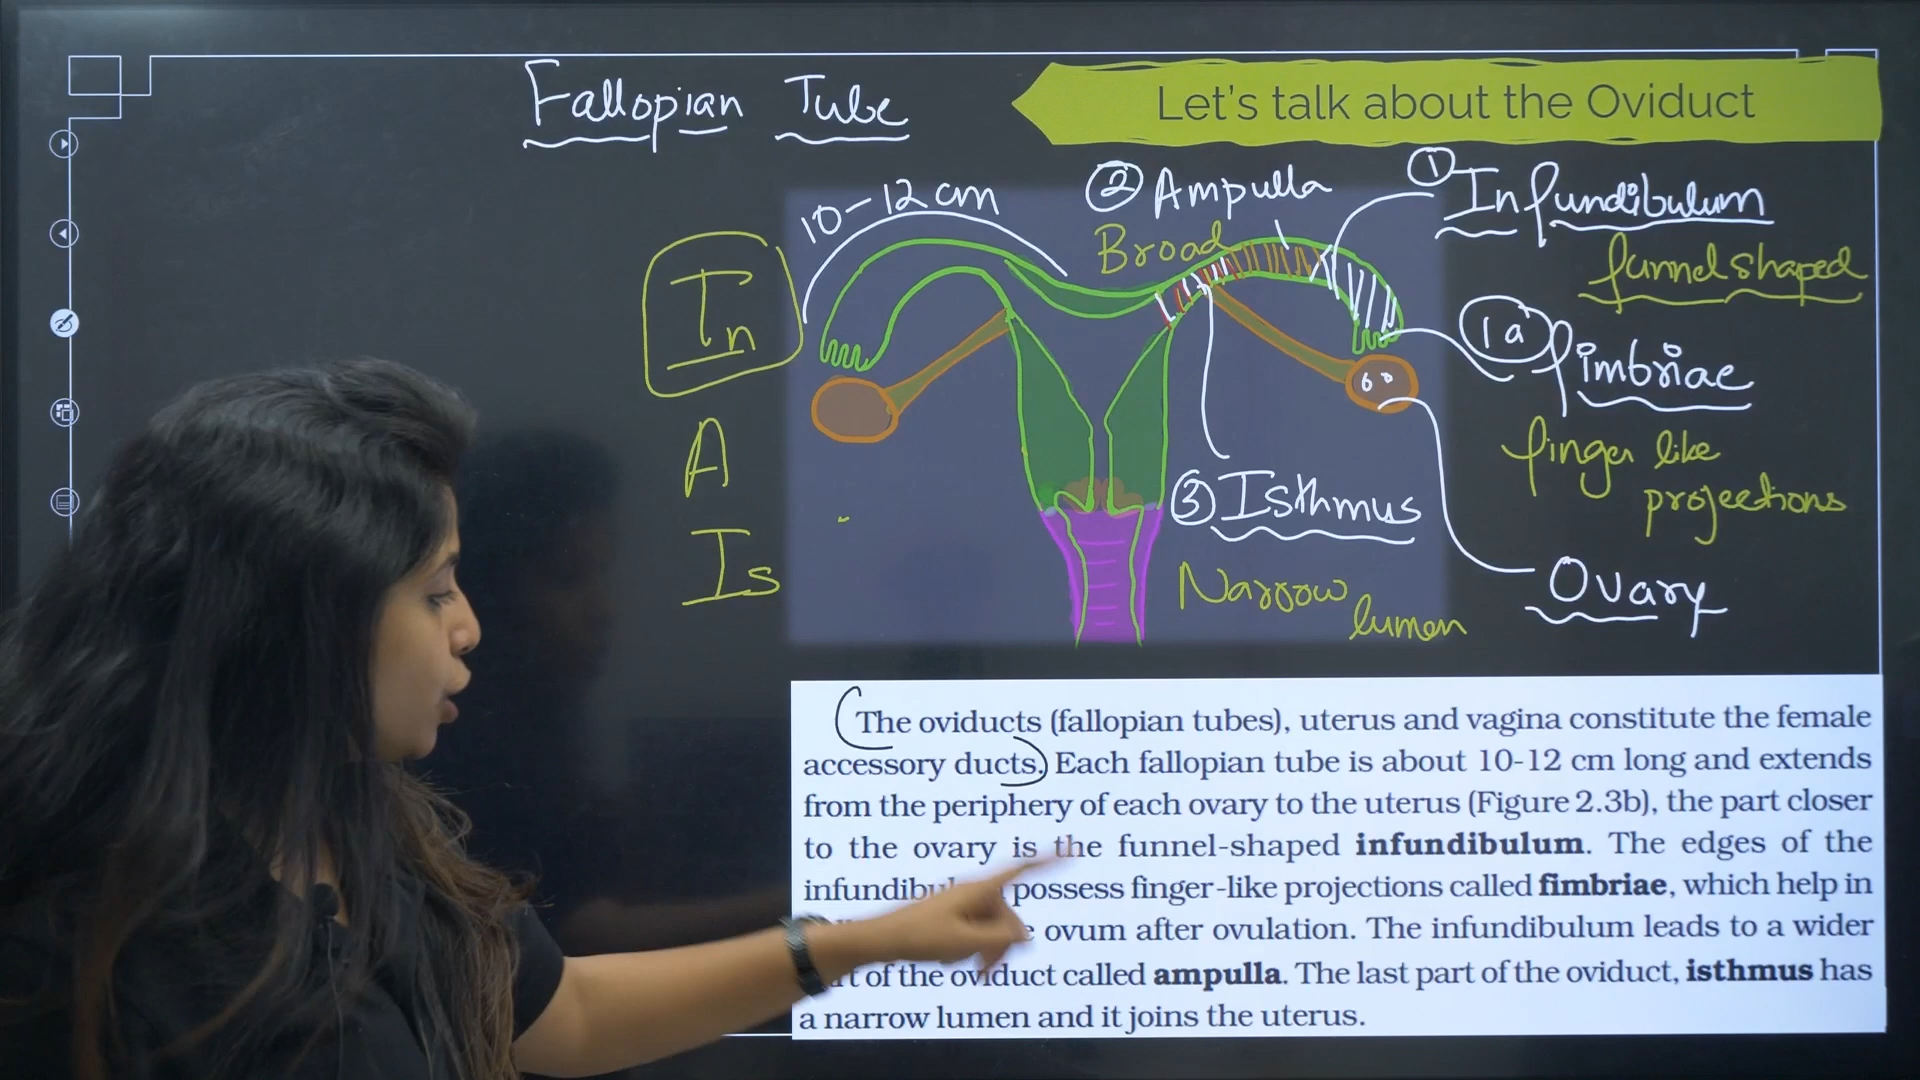 Fallopian Tube
Let's talk about the Oviduct
10-12 cm
② Ampulla
① Infundibulum
Broad
funnel shaped
In
1a fimbriae
A
finger like
projections
③ Isthmus
Is
Narrow
lumen
Ovary
The oviducts (fallopian tubes), uterus and vagina constitute the female
accessory ducts. Each fallopian tube is about 10-12 cm long and extends
from the periphery of each ovary to the uterus (Figure 2.3b), the part closer
to the ovary is the funnel-shaped infundibulum. The edges of the
possess finger-like projections called fimbriae, which help in
ovum after ovulation. The infundibulum leads to a wider
of the oviduct called ampulla. The last part of the oviduct, isthmus has
a narrow lumen and it joins the uterus.